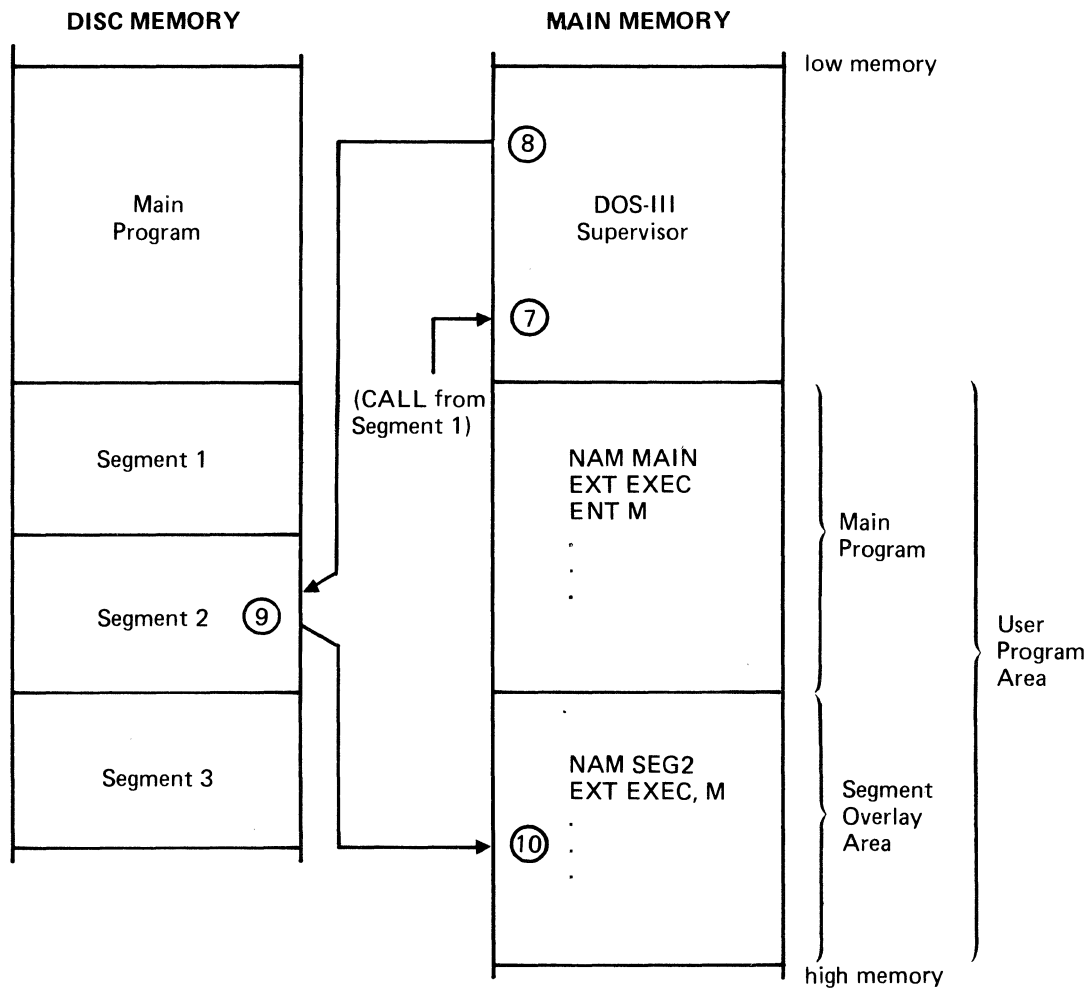 DISC MEMORY
MAIN MEMORY
low memory
8
Main
Program
DOS-III
Supervisor
7
(CALL from
Segment 1)
Segment 1
NAM MAIN
EXT EXEC
ENT M
.
.
.
Main
Program
Segment 2
9
User
Program
Area
Segment 3
NAM SEG2
EXT EXEC, M
.
.
.
10
Segment
Overlay
Area
high memory